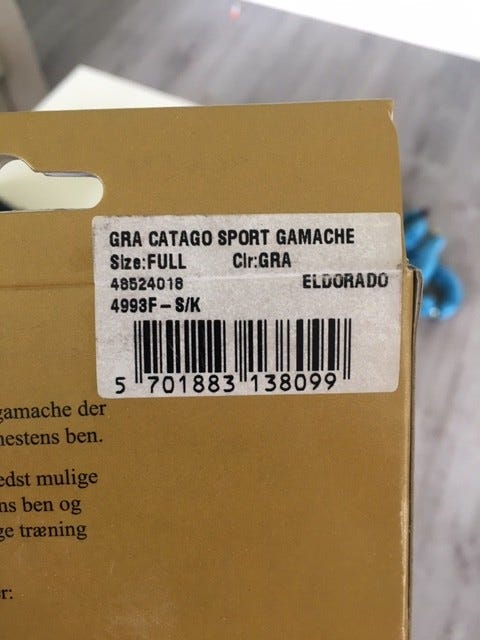 GRA CATAGO SPORT GAMACHE
Size:FULL Clr:GRA
48524018 ELDORADO
4993F-S/K
5 701883 138099
gamache der
hestens ben.
edst mulige
ns ben og
ge træning
r: